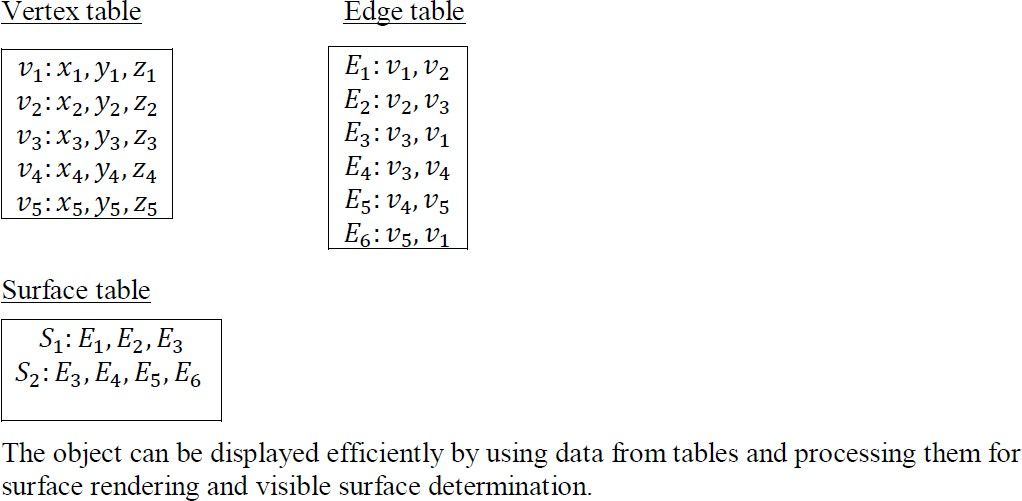 Vertex table
v₁: x₁, y₁, z₁
v₂: x₂, y₂, z₂
v₃: x₃, y₃, z₃
v₄: x₄, y₄, z₄
v₅: x₅, y₅, z₅
Edge table
E₁: v₁, v₂
E₂: v₂, v₃
E₃: v₃, v₁
E₄: v₃, v₄
E₅: v₄, v₅
E₆: v₅, v₁
Surface table
S₁: E₁, E₂, E₃
S₂: E₃, E₄, E₅, E₆
The object can be displayed efficiently by using data from tables and processing them for
surface rendering and visible surface determination.